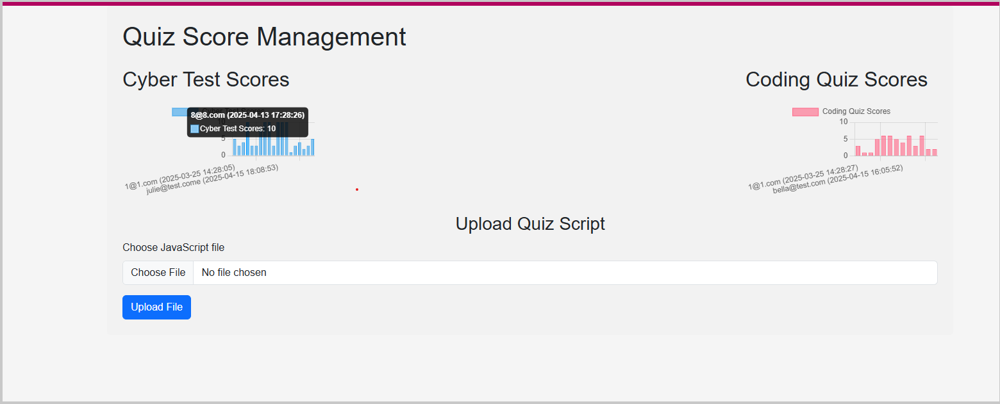 Quiz Score Management
Cyber Test Scores
8@8.com (2025-04-13 17:28:26)
Cyber Test Scores: 10
10
5
0
1@1.com (2025-03-25 14:28:05)
julie@test.come (2025-04-15 18:08:53)
Coding Quiz Scores
Coding Quiz Scores
10
5
0
1@1.com (2025-03-25 14:28:27)
bella@test.com (2025-04-15 16:05:52)
Upload Quiz Script
Choose JavaScript file
Choose File No file chosen
Upload File